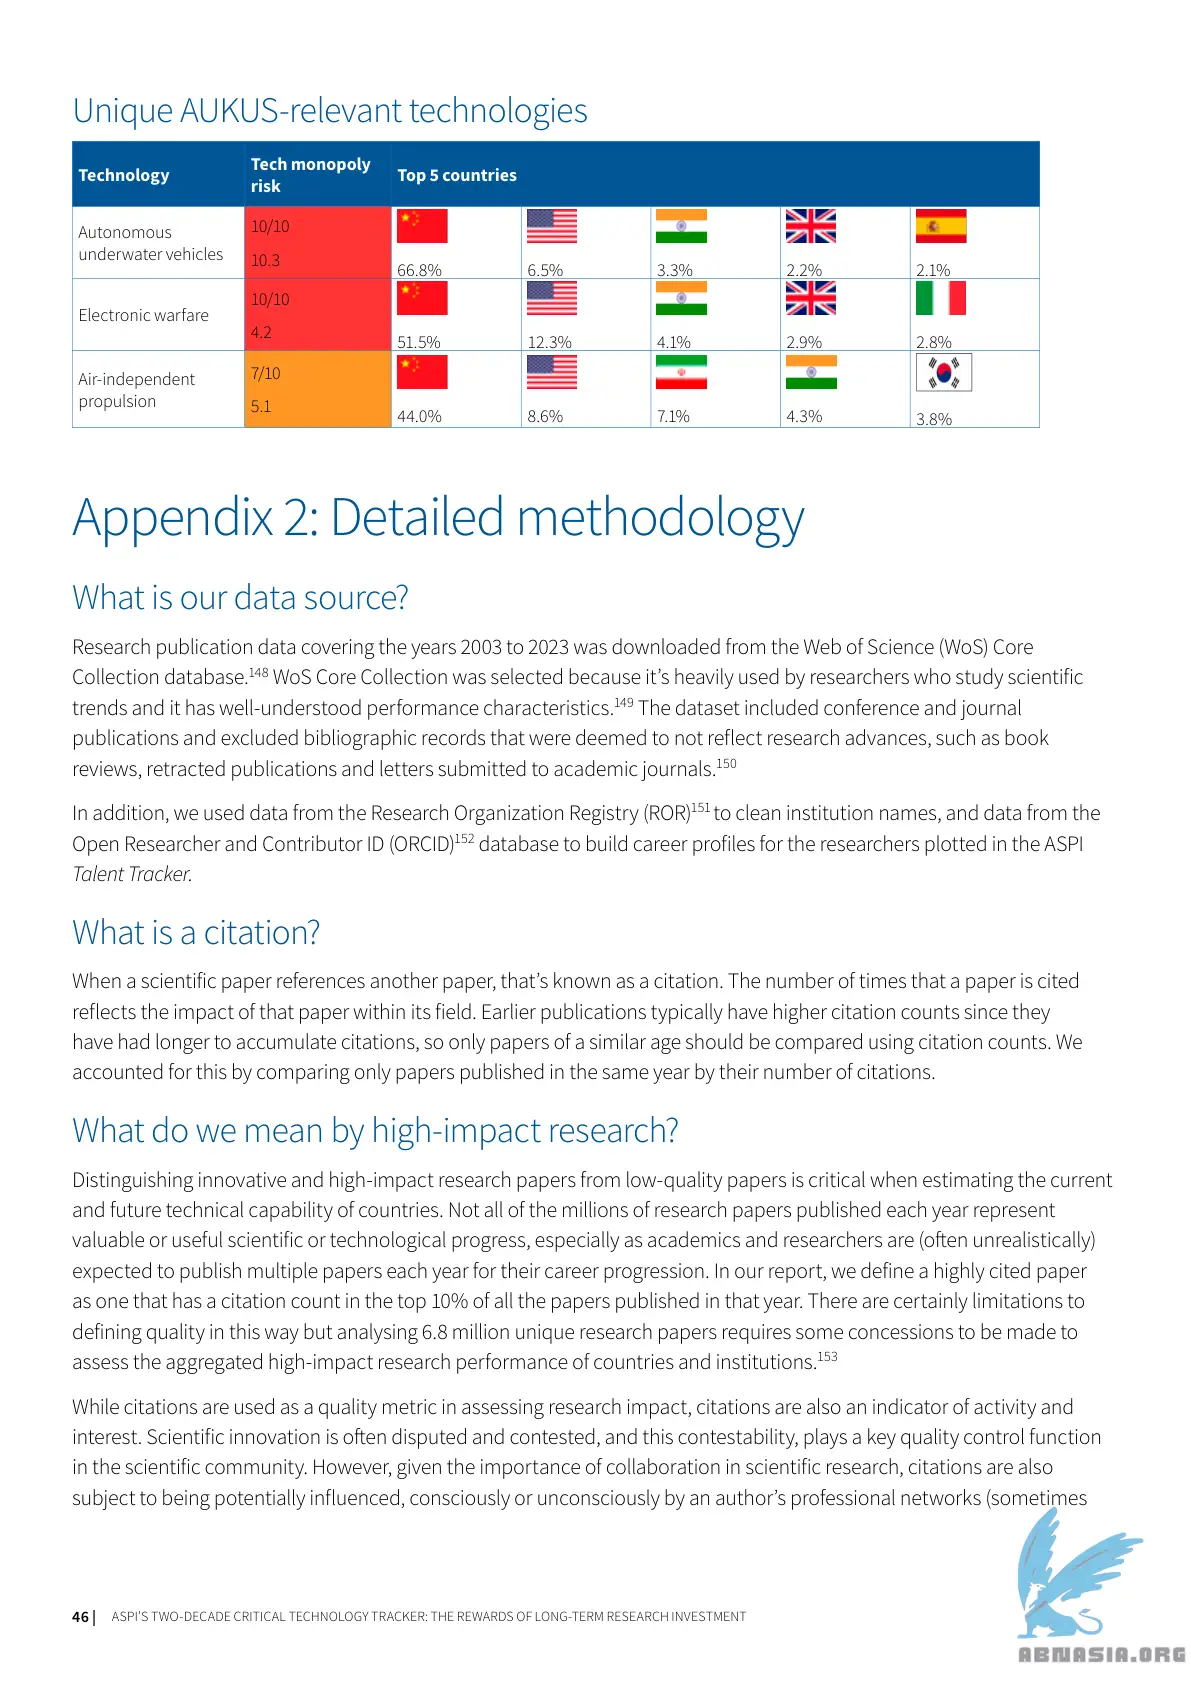 Unique AUKUS-relevant technologies
Technology
Tech monopoly
risk
Top 5 countries
Autonomous
underwater vehicles
10/10
10.3
66.8%
6.5%
3.3%
2.2%
2.1%
Electronic warfare
10/10
4.2
51.5%
12.3%
4.1%
2.9%
2.8%
Air-independent
propulsion
7/10
5.1
44.0%
8.6%
7.1%
4.3%
3.8%
Appendix 2: Detailed methodology
What is our data source?
Research publication data covering the years 2003 to 2023 was downloaded from the Web of Science (WoS) Core
Collection database.148 WoS Core Collection was selected because it’s heavily used by researchers who study scientific
trends and it has well-understood performance characteristics.149 The dataset included conference and journal
publications and excluded bibliographic records that were deemed to not reflect research advances, such as book
reviews, retracted publications and letters submitted to academic journals.150
In addition, we used data from the Research Organization Registry (ROR)151 to clean institution names, and data from the
Open Researcher and Contributor ID (ORCID)152 database to build career profiles for the researchers plotted in the ASPI
Talent Tracker.
What is a citation?
When a scientific paper references another paper, that’s known as a citation. The number of times that a paper is cited
reflects the impact of that paper within its field. Earlier publications typically have higher citation counts since they
have had longer to accumulate citations, so only papers of a similar age should be compared using citation counts. We
accounted for this by comparing only papers published in the same year by their number of citations.
What do we mean by high-impact research?
Distinguishing innovative and high-impact research papers from low-quality papers is critical when estimating the current
and future technical capability of countries. Not all of the millions of research papers published each year represent
valuable or useful scientific or technological progress, especially as academics and researchers are (often unrealistically)
expected to publish multiple papers each year for their career progression. In our report, we define a highly cited paper
as one that has a citation count in the top 10% of all the papers published in that year. There are certainly limitations to
defining quality in this way but analysing 6.8 million unique research papers requires some concessions to be made to
assess the aggregated high-impact research performance of countries and institutions.153
While citations are used as a quality metric in assessing research impact, citations are also an indicator of activity and
interest. Scientific innovation is often disputed and contested, and this contestability, plays a key quality control function
in the scientific community. However, given the importance of collaboration in scientific research, citations are also
subject to being potentially influenced, consciously or unconsciously by an author’s professional networks (sometimes
46 | ASPI’S TWO-DECADE CRITICAL TECHNOLOGY TRACKER: THE REWARDS OF LONG-TERM RESEARCH INVESTMENT
ABNASIA.ORG